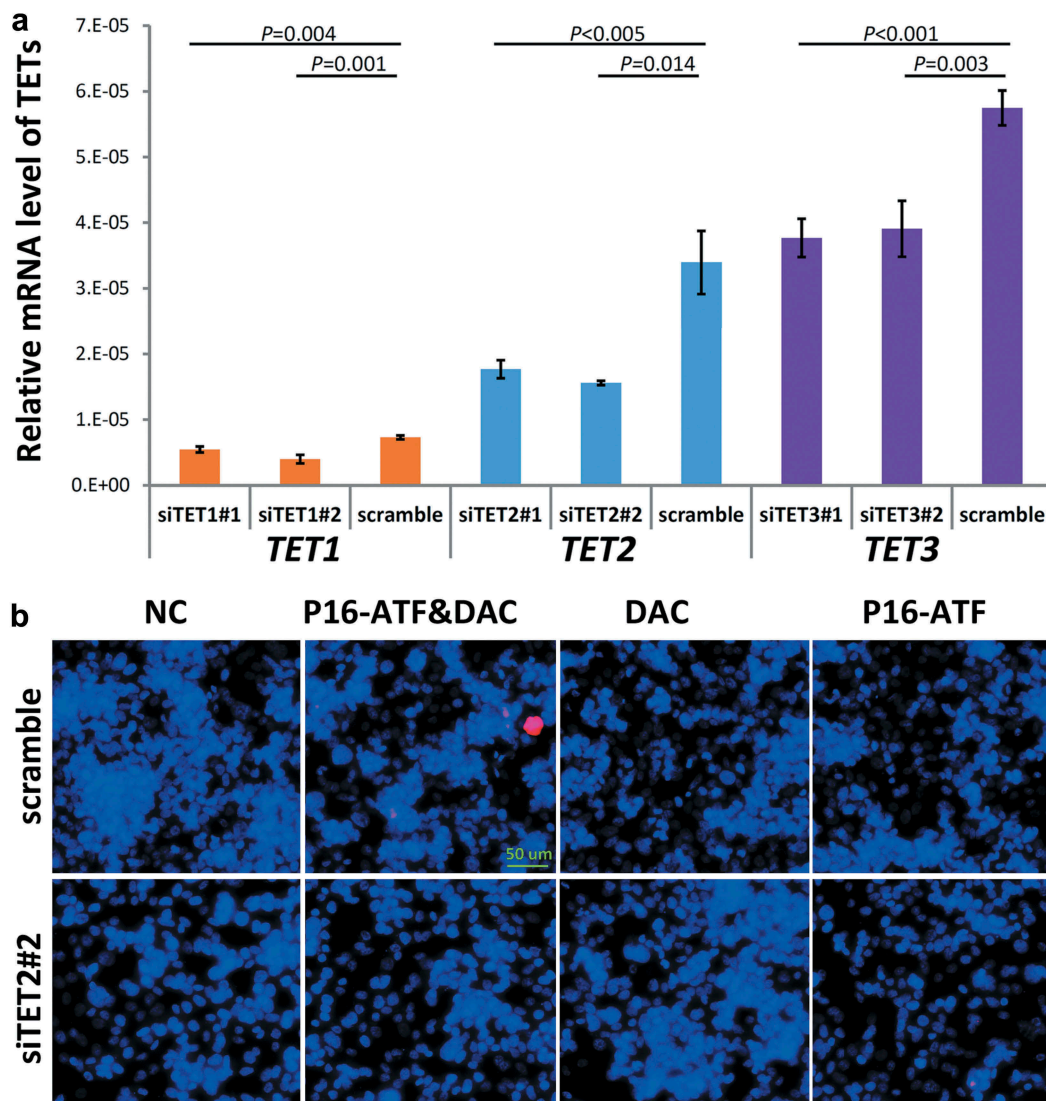 a
Relative mRNA level of TETs
7.E-05
6.E-05
5.E-05
4.E-05
3.E-05
2.E-05
1.E-05
0.E+00
P=0.004
P=0.001
P<0.005
P=0.014
P<0.001
P=0.003
siTET1#1 siTET1#2 scramble siTET2#1 siTET2#2 scramble siTET3#1 siTET3#2 scramble
TET1 TET2 TET3
b
NC P16-ATF&DAC DAC P16-ATF
scramble
50 um
siTET2#2